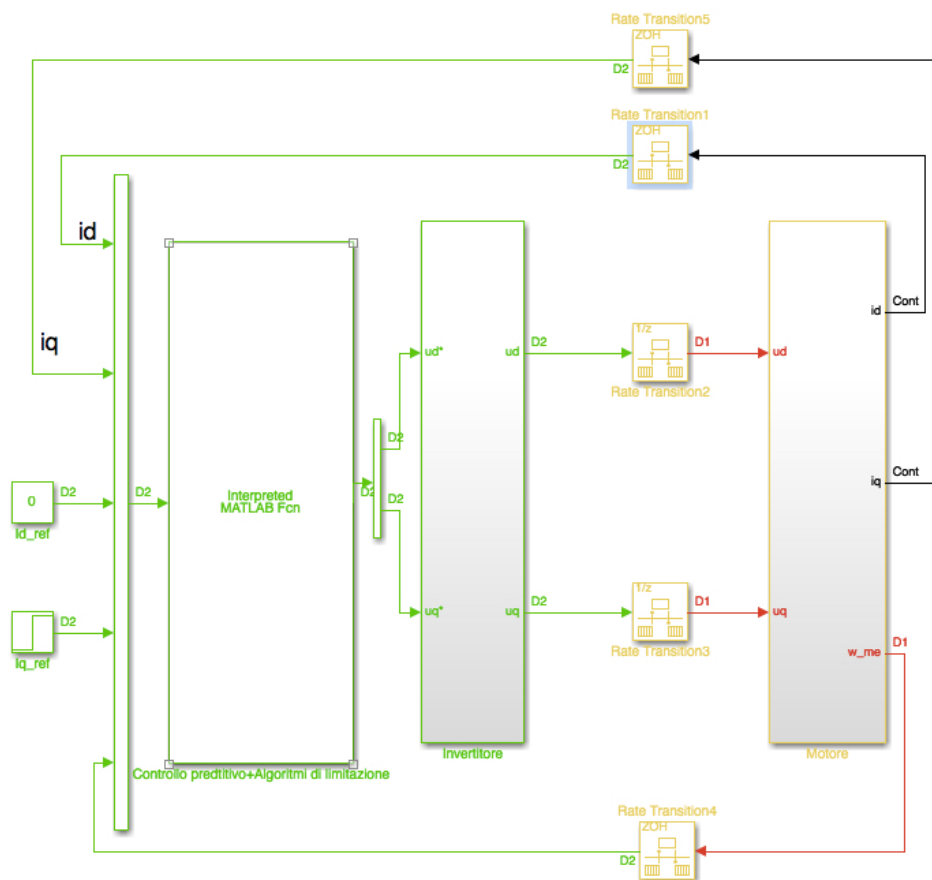 Rate Transition5
ZOH
D2
Rate Transition1
ZOH
D2
id
iq
Cont
id
ud*
ud
D2
1/z
D1
ud
Rate Transition2
D2
D2
Cont
iq
0
D2
D2
Interpreted
MATLAB Fcn
D2
Id_ref
D2
Iq_ref
uq*
uq
D2
1/z
D1
uq
Rate Transition3
D1
w_me
Invertitore
Motore
Controllo predtitivo+Algoritmi di limitazione
Rate Transition4
ZOH
D2